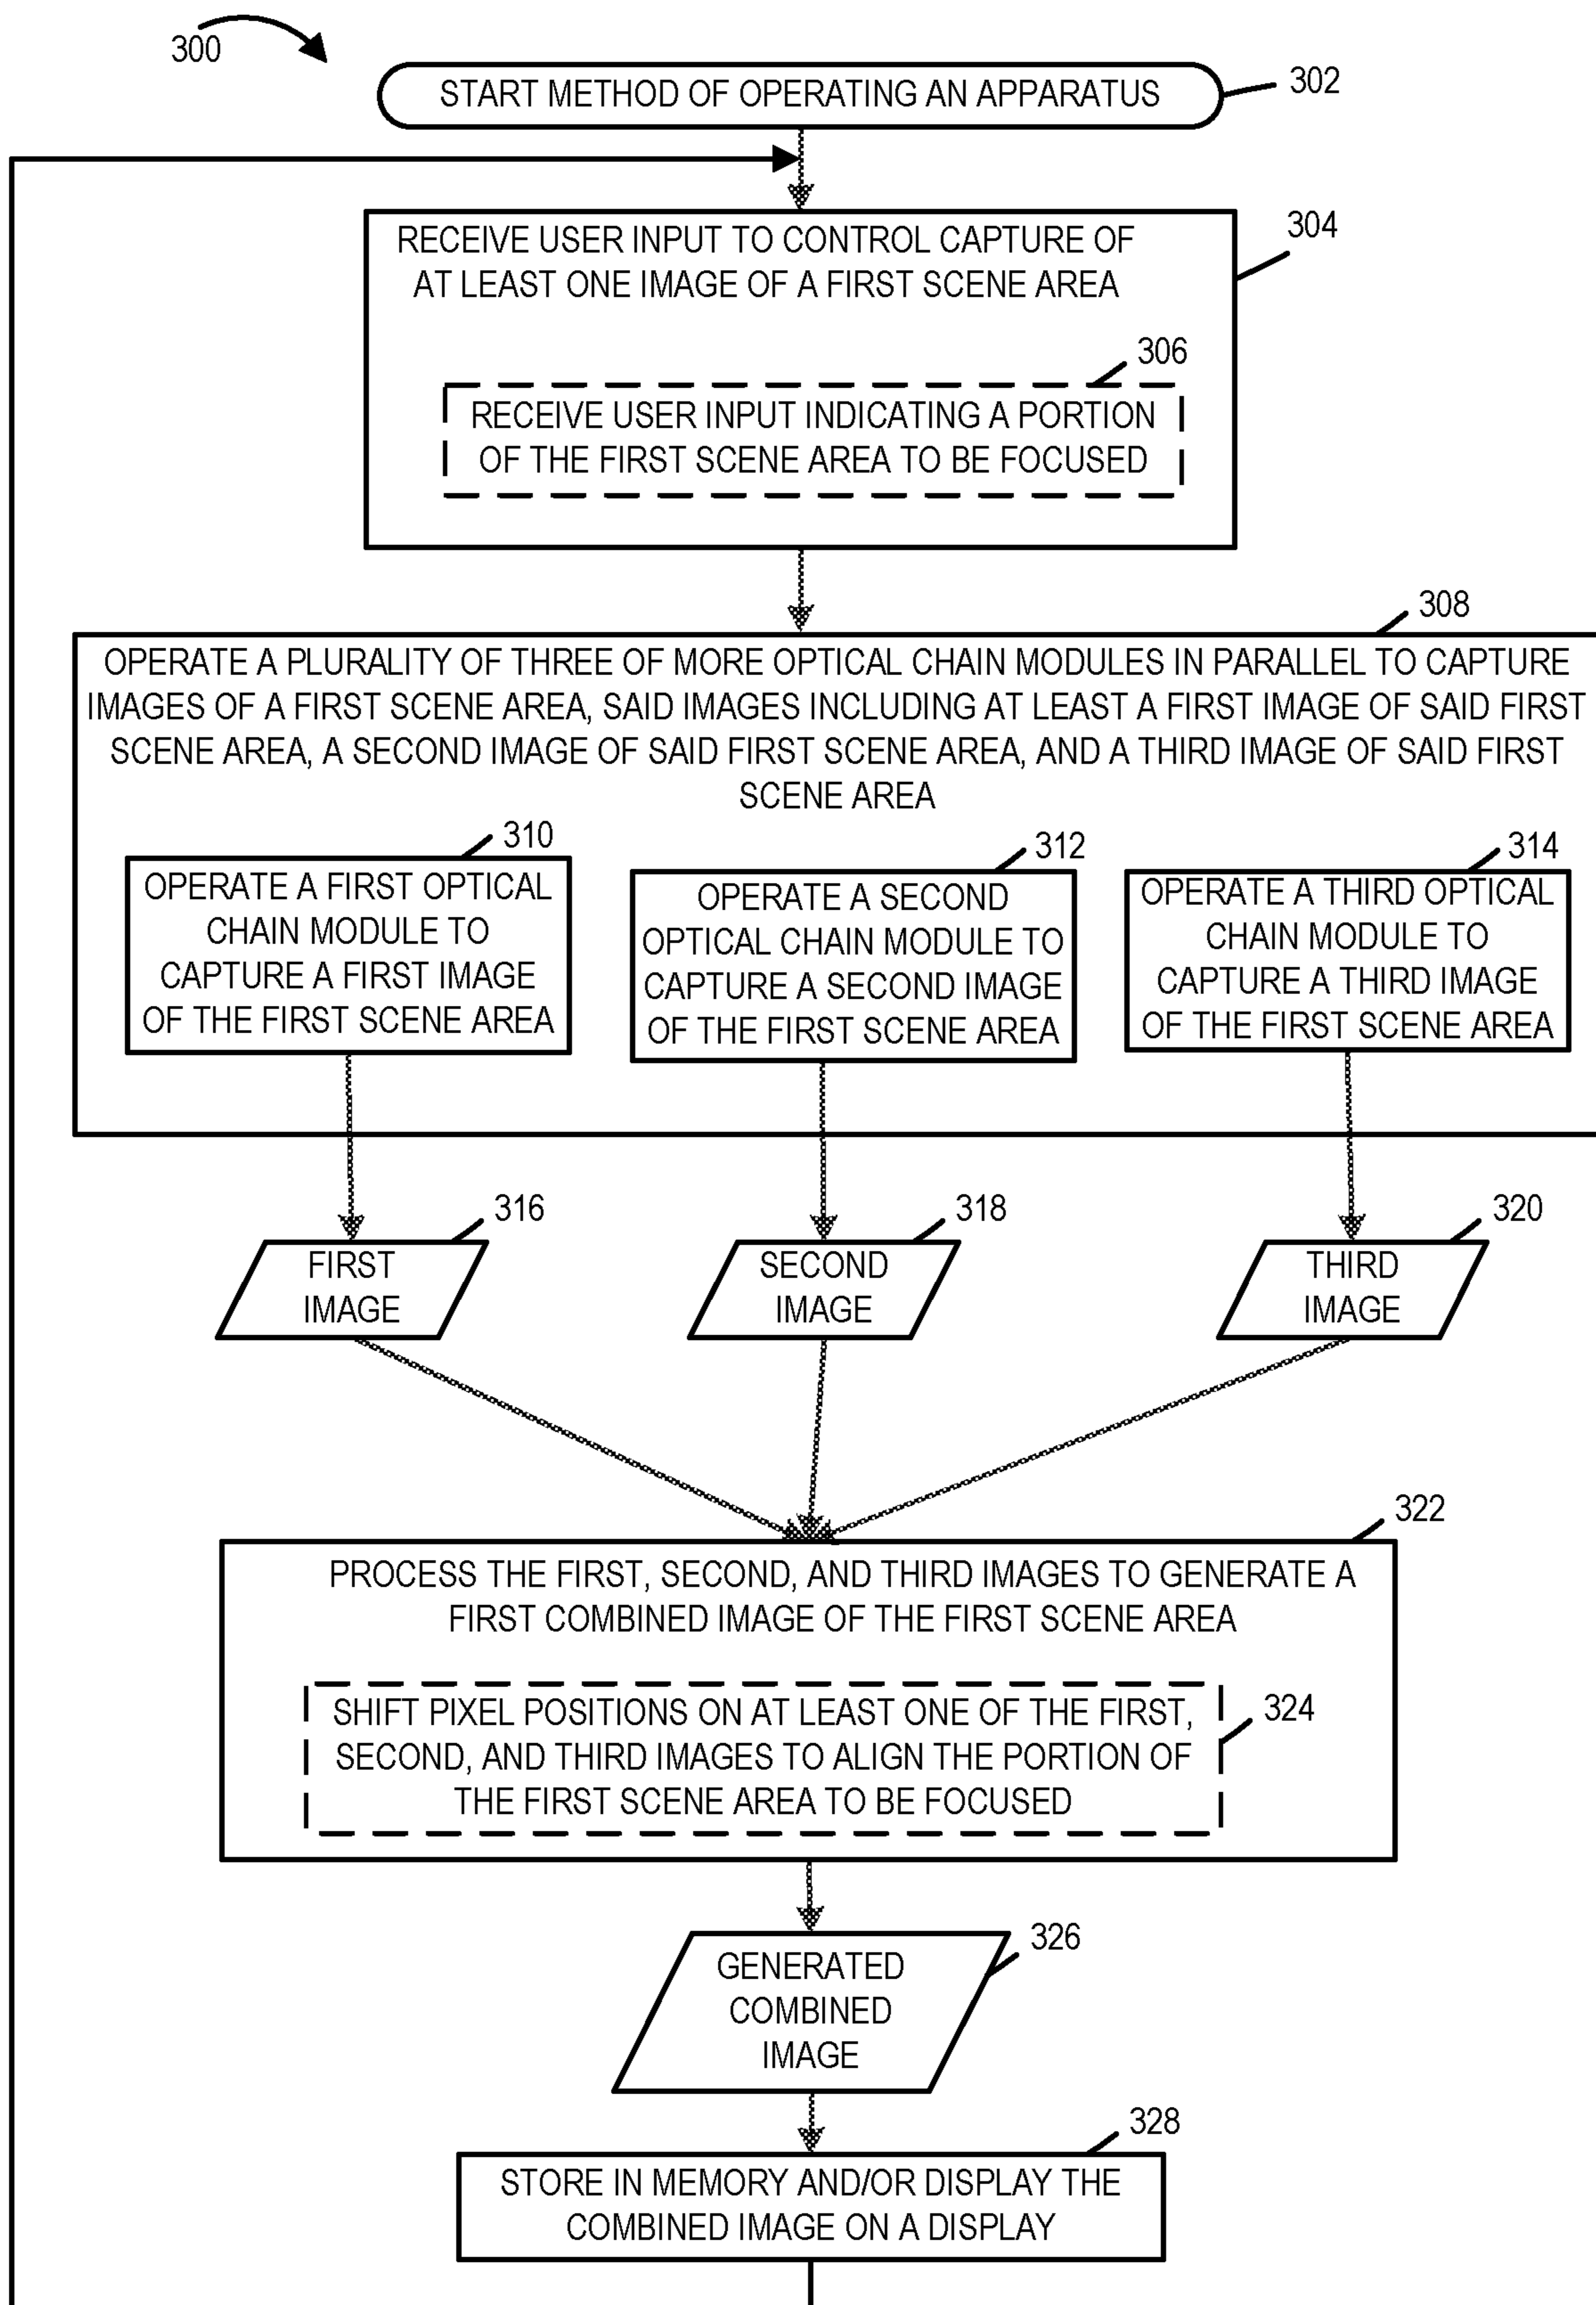 300
START METHOD OF OPERATING AN APPARATUS
302
RECEIVE USER INPUT TO CONTROL CAPTURE OF
AT LEAST ONE IMAGE OF A FIRST SCENE AREA
304
306
RECEIVE USER INPUT INDICATING A PORTION
OF THE FIRST SCENE AREA TO BE FOCUSED
308
OPERATE A PLURALITY OF THREE OF MORE OPTICAL CHAIN MODULES IN PARALLEL TO CAPTURE
IMAGES OF A FIRST SCENE AREA, SAID IMAGES INCLUDING AT LEAST A FIRST IMAGE OF SAID FIRST
SCENE AREA, A SECOND IMAGE OF SAID FIRST SCENE AREA, AND A THIRD IMAGE OF SAID FIRST
SCENE AREA
310
OPERATE A FIRST OPTICAL
CHAIN MODULE TO
CAPTURE A FIRST IMAGE
OF THE FIRST SCENE AREA
312
OPERATE A SECOND
OPTICAL CHAIN MODULE TO
CAPTURE A SECOND IMAGE
OF THE FIRST SCENE AREA
314
OPERATE A THIRD OPTICAL
CHAIN MODULE TO
CAPTURE A THIRD IMAGE
OF THE FIRST SCENE AREA
316
FIRST
IMAGE
318
SECOND
IMAGE
320
THIRD
IMAGE
322
PROCESS THE FIRST, SECOND, AND THIRD IMAGES TO GENERATE A
FIRST COMBINED IMAGE OF THE FIRST SCENE AREA
SHIFT PIXEL POSITIONS ON AT LEAST ONE OF THE FIRST,
SECOND, AND THIRD IMAGES TO ALIGN THE PORTION OF
THE FIRST SCENE AREA TO BE FOCUSED
324
GENERATED
COMBINED
IMAGE
326
328
STORE IN MEMORY AND/OR DISPLAY THE
COMBINED IMAGE ON A DISPLAY